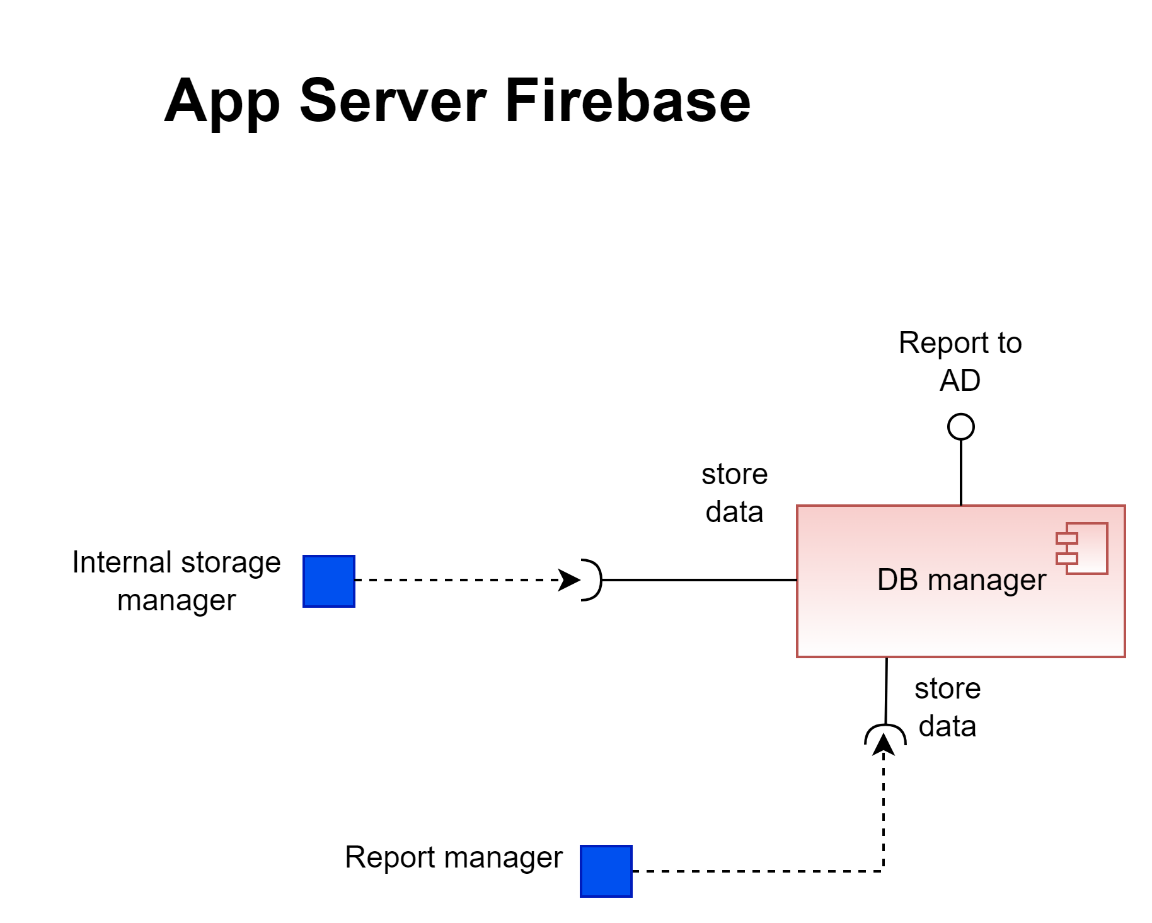 App Server Firebase
Report to
AD
store
data
Internal storage
manager
DB manager
store
data
Report manager